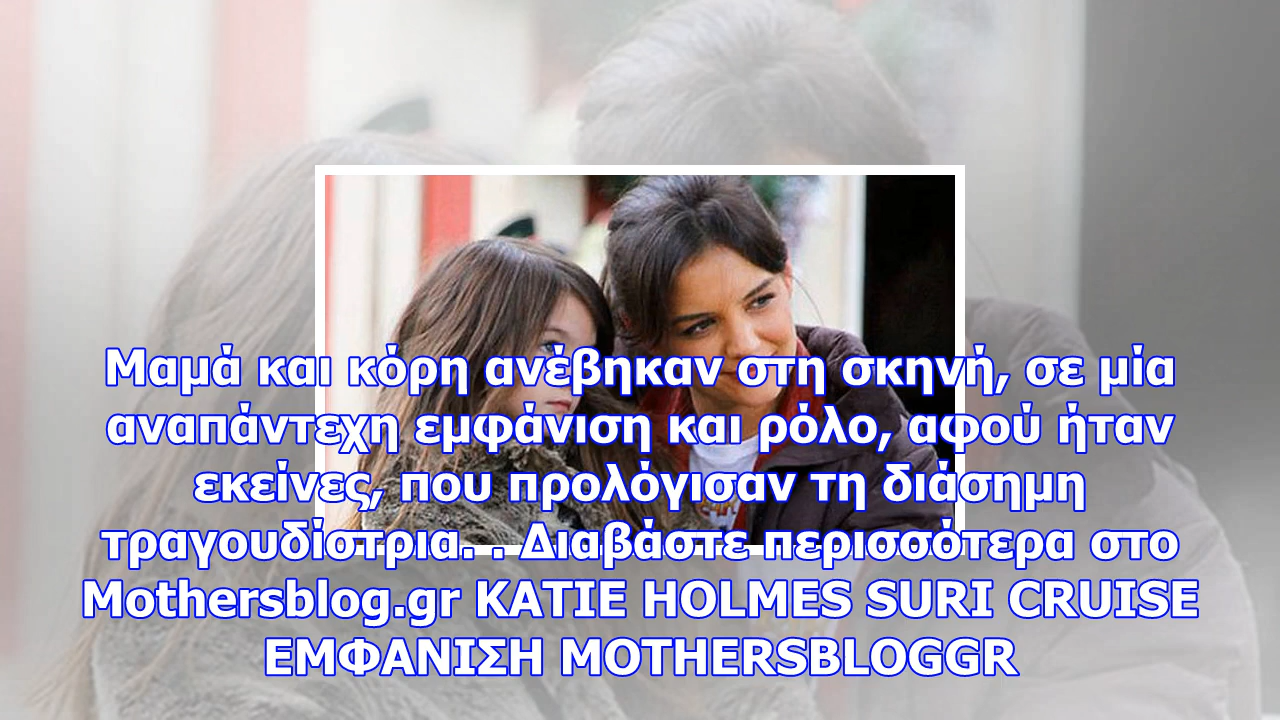 Μαμά και κόρη ανέβηκαν στη σκηνή, σε μία
αναπάντεχη εμφάνιση και ρόλο, αφού ήταν
εκείνες, που προλόγισαν τη διάσημη
τραγουδίστρια. . Διαβάστε περισσότερα στο
Mothersblog.gr KATIE HOLMES SURI CRUISE
ΕΜΦΑΝΙΣΗ MOTHERSBLOGGR